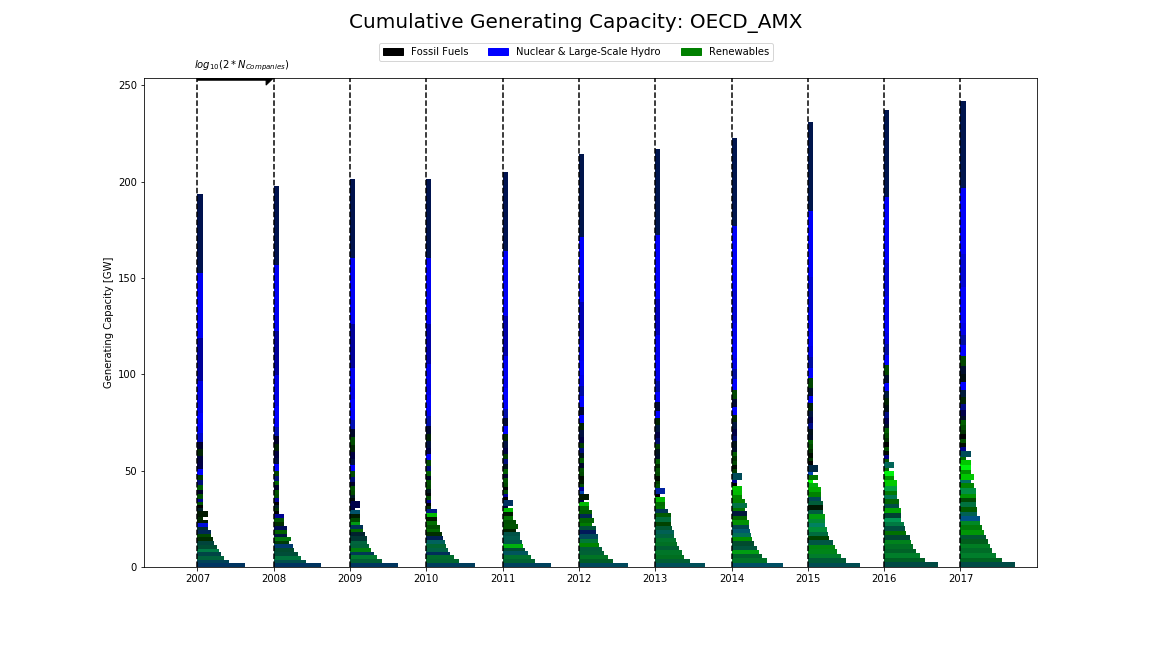 Cumulative Generating Capacity: OECD_AMX
Fossil Fuels Nuclear & Large-Scale Hydro Renewables
log10(2 * NCompanies)
Generating Capacity [GW]
250
200
150
100
50
0
2007 2008 2009 2010 2011 2012 2013 2014 2015 2016 2017